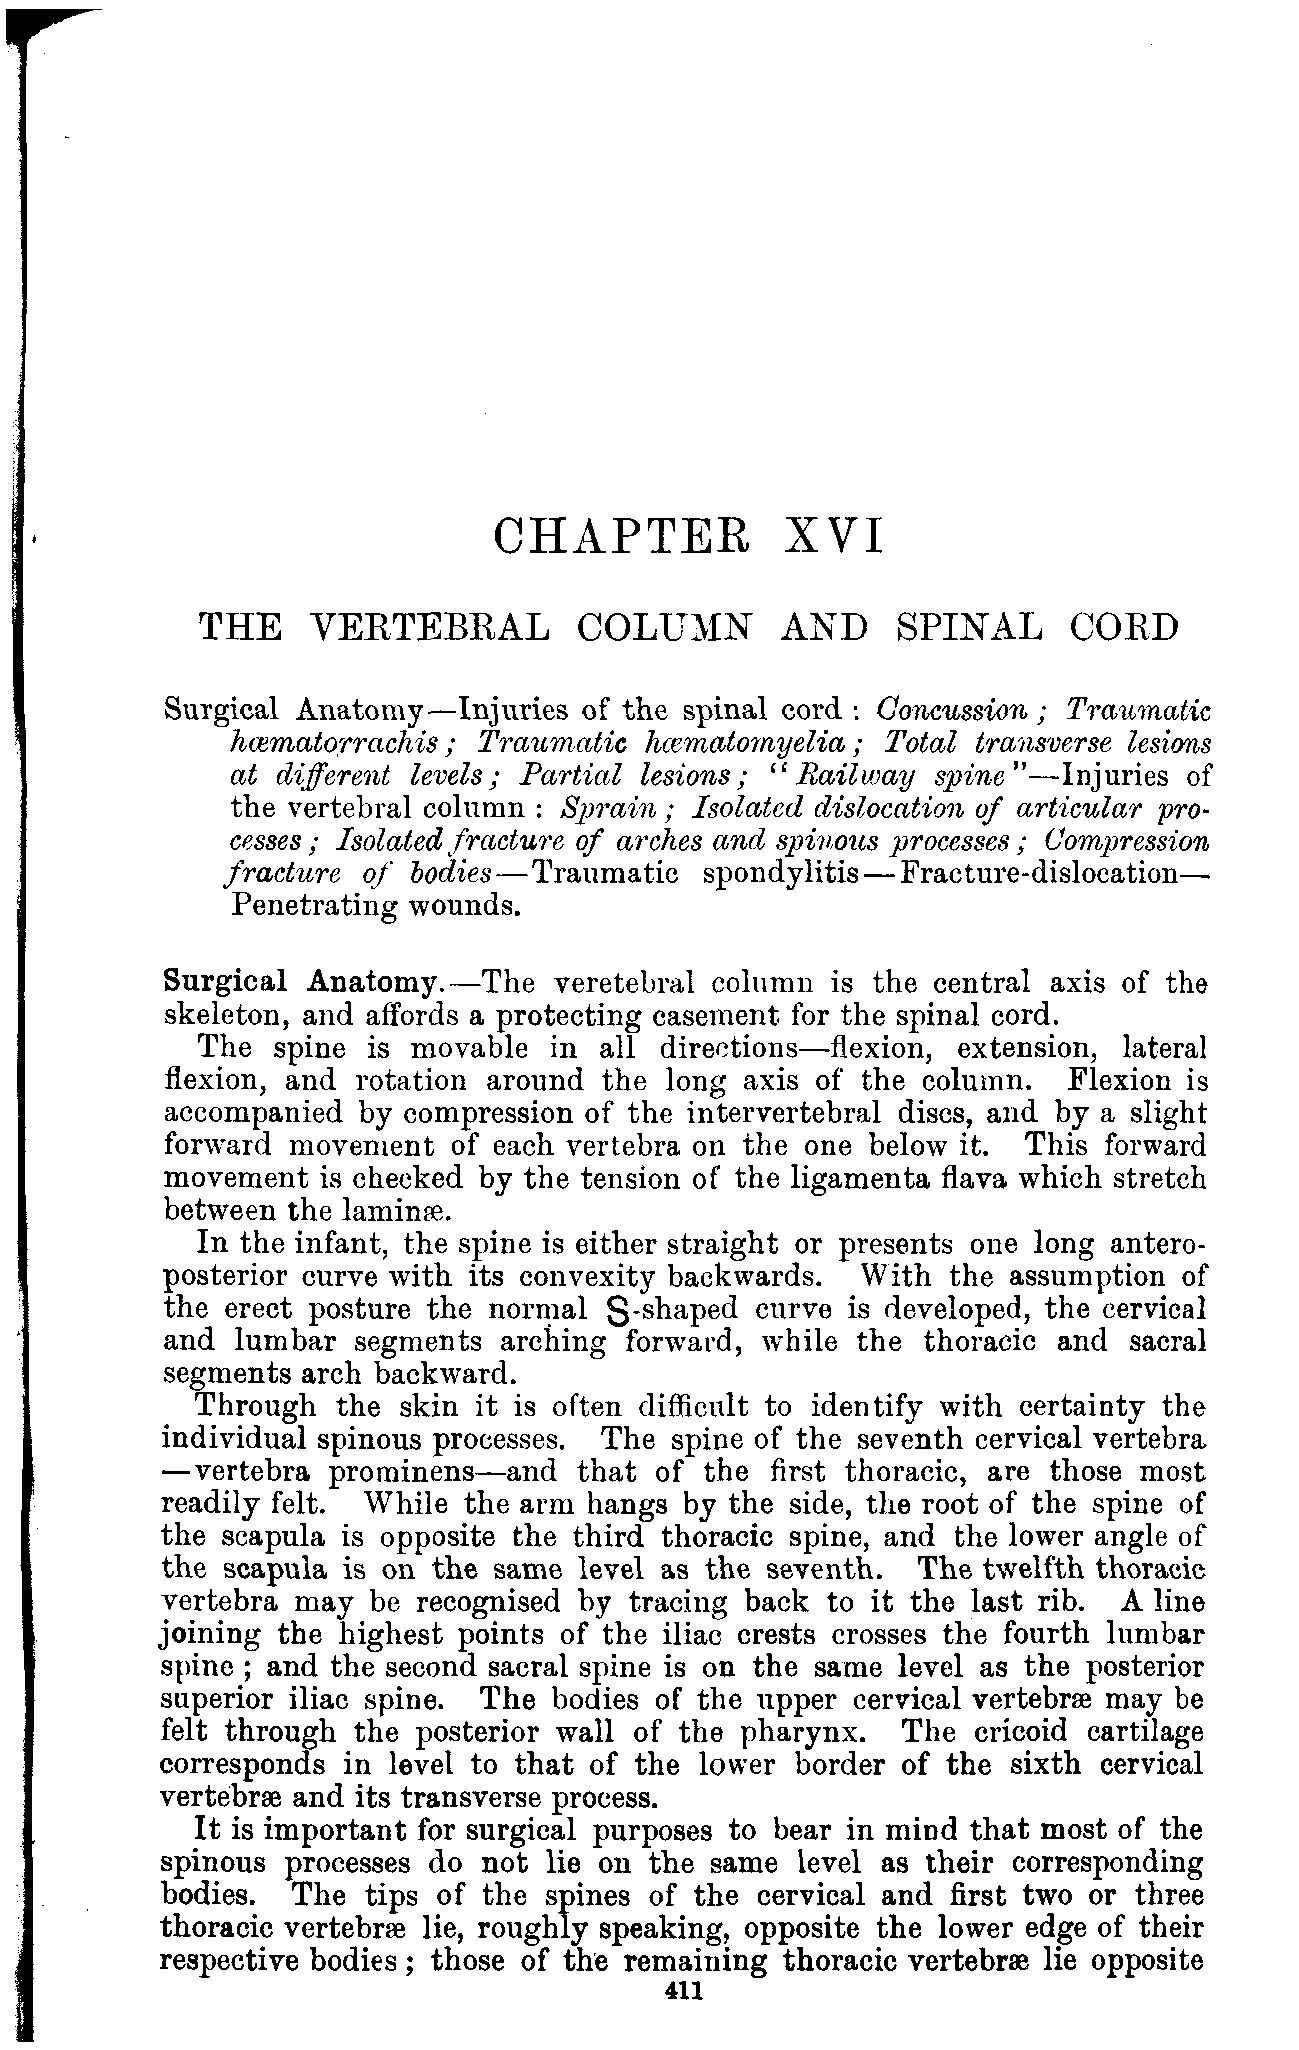 CHAPTER XVI
THE VERTEBRAL COLUMN AND SPINAL CORD
Surgical Anatomy—Injuries of the spinal cord : Concussion ; Traumatic
hæmatorrachis ; Traumatic hæmatomyelia ; Total transverse lesions
at different levels ; Partial lesions ; “ Railway spine ”—Injuries of
the vertebral column : Sprain ; Isolated dislocation of articular pro-
cesses ; Isolated fracture of arches and spinous processes ; Compression
fracture of bodies—Traumatic spondylitis—Fracture-dislocation—
Penetrating wounds.
Surgical Anatomy.—The veretebral column is the central axis of the
skeleton, and affords a protecting casement for the spinal cord.
The spine is movable in all directions—flexion, extension, lateral
flexion, and rotation around the long axis of the column. Flexion is
accompanied by compression of the intervertebral discs, and by a slight
forward movement of each vertebra on the one below it. This forward
movement is checked by the tension of the ligamenta flava which stretch
between the laminæ.
In the infant, the spine is either straight or presents one long antero-
posterior curve with its convexity backwards. With the assumption of
the erect posture the normal S-shaped curve is developed, the cervical
and lumbar segments arching forward, while the thoracic and sacral
segments arch backward.
Through the skin it is often difficult to identify with certainty the
individual spinous processes. The spine of the seventh cervical vertebra
—vertebra prominens—and that of the first thoracic, are those most
readily felt. While the arm hangs by the side, the root of the spine of
the scapula is opposite the third thoracic spine, and the lower angle of
the scapula is on the same level as the seventh. The twelfth thoracic
vertebra may be recognised by tracing back to it the last rib. A line
joining the highest points of the iliac crests crosses the fourth lumbar
spine ; and the second sacral spine is on the same level as the posterior
superior iliac spine. The bodies of the upper cervical vertebræ may be
felt through the posterior wall of the pharynx. The cricoid cartilage
corresponds in level to that of the lower border of the sixth cervical
vertebræ and its transverse process.
It is important for surgical purposes to bear in mind that most of the
spinous processes do not lie on the same level as their corresponding
bodies. The tips of the spines of the cervical and first two or three
thoracic vertebræ lie, roughly speaking, opposite the lower edge of their
respective bodies ; those of the remaining thoracic vertebræ lie opposite
411